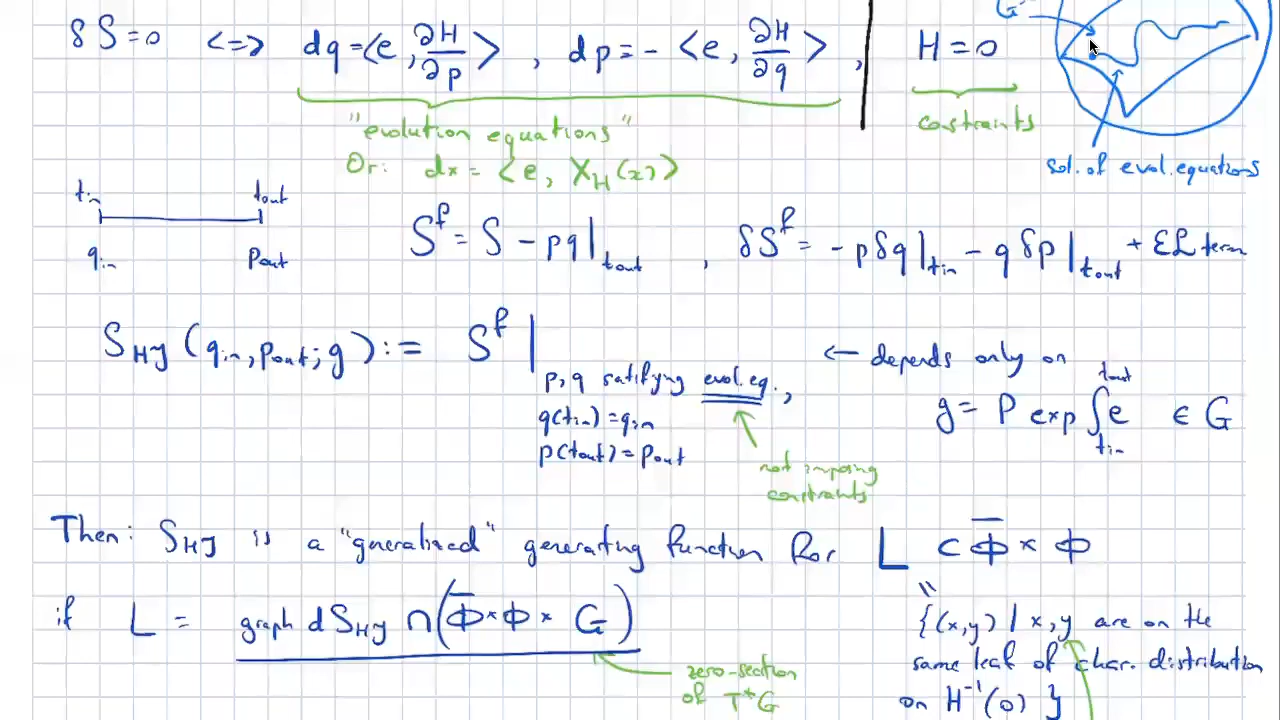 δS=0 <=> dq=<e, ∂H/∂p> , dp=-<e, ∂H/∂q> , H=0
G
"evolution equations"
constraints
Or: dx = <e, X_H(x)>
sol. of evol. equations
t_in t_out
q_in p_out
S^f = S - pq|_{t_out} , δS^f = -pδq|_{t_in} - qδp|_{t_out} + EL term
S_HJ(q_in, p_out; g) := S^f|
p, q satisfying evol. eq.,
q(t_in) = q_in
p(t_out) = p_out
not imposing
constraints
← depends only on
g = P exp ∫_{t_in}^{t_out} e ∈ G
Then: S_HJ is a "generalized" generating function for L ⊂ Φ̄ × Φ
if L = graph dS_HJ ∩ (Φ̄×Φ× G)
zero-section
of T*G
=
{(x,y) | x,y are on the
same leaf of char. distribution
on H⁻¹(0) }